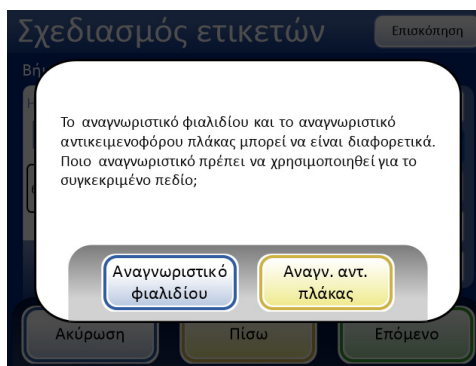 Σχεδιασμός ετικετών
Επισκόπηση
Το αναγνωριστικό φιαλιδίου και το αναγνωριστικό
αντικειμενοφόρου πλάκας μπορεί να είναι διαφορετικά.
Ποιο αναγνωριστικό πρέπει να χρησιμοποιηθεί για το
συγκεκριμένο πεδίο;
Αναγνωριστικό
φιαλιδίου
Αναγν. αντ.
πλάκας
Ακύρωση
Πίσω
Επόμενο